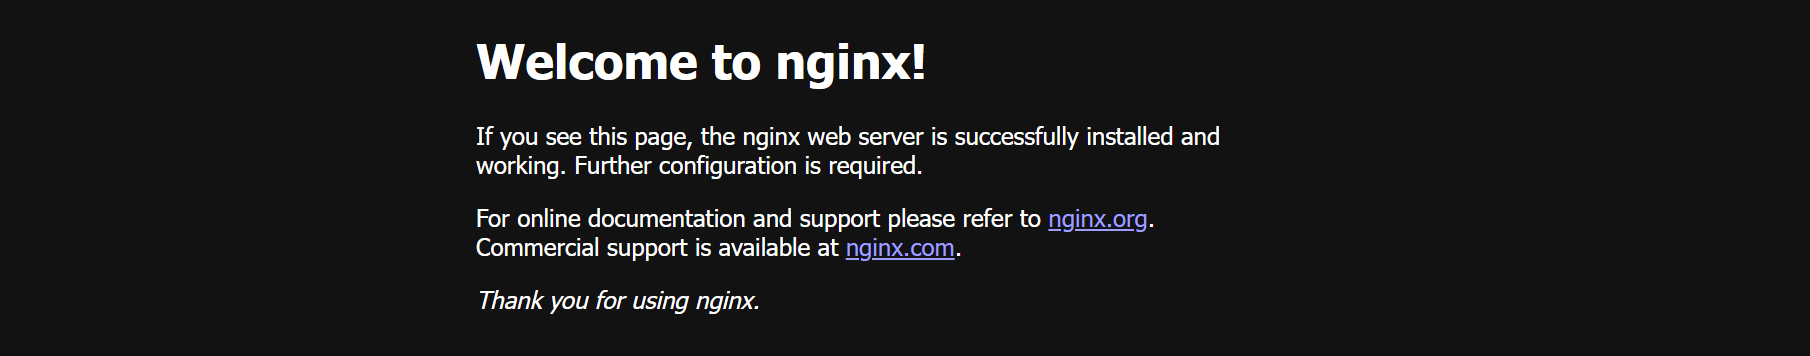 Welcome to nginx!
If you see this page, the nginx web server is successfully installed and
working. Further configuration is required.
For online documentation and support please refer to nginx.org.
Commercial support is available at nginx.com.
Thank you for using nginx.